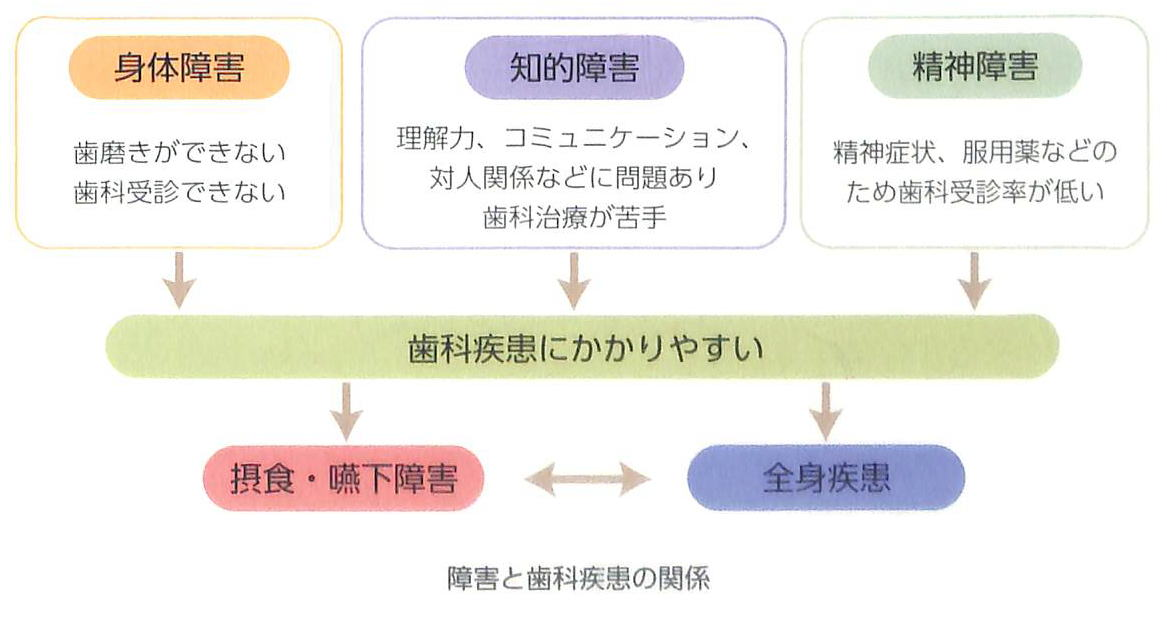 身体障害
歯磨きができない
歯科受診できない
知的障害
理解力、コミュニケーション、
対人関係などに問題あり
歯科治療が苦手
精神障害
精神症状、服用薬などの
ため歯科受診率が低い
歯科疾患にかかりやすい
摂食・嚥下障害
全身疾患
障害と歯科疾患の関係